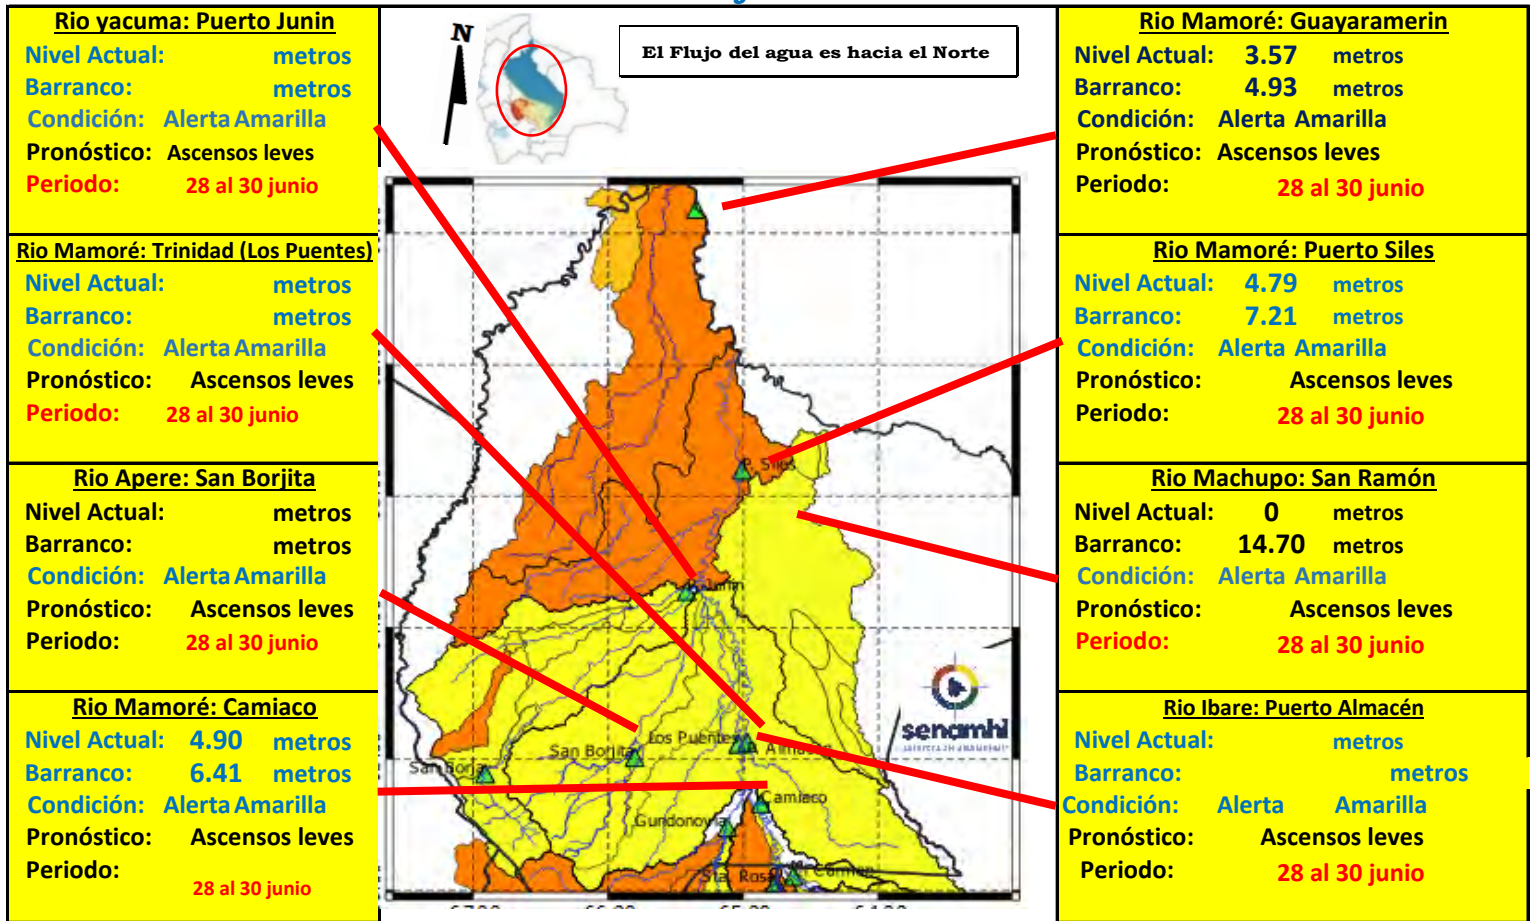 Rio yacuma: Puerto Junin
Nivel Actual: metros
Barranco: metros
Condición: Alerta Amarilla
Pronóstico: Ascensos leves
Periodo: 28 al 30 junio
Rio Mamoré: Trinidad (Los Puentes)
Nivel Actual: metros
Barranco: metros
Condición: Alerta Amarilla
Pronóstico: Ascensos leves
Periodo: 28 al 30 junio
Rio Apere: San Borjita
Nivel Actual: metros
Barranco: metros
Condición: Alerta Amarilla
Pronóstico: Ascensos leves
Periodo: 28 al 30 junio
Rio Mamoré: Camiaco
Nivel Actual: 4.90 metros
Barranco: 6.41 metros
Condición: Alerta Amarilla
Pronóstico: Ascensos leves
Periodo:
28 al 30 junio
N
El Flujo del agua es hacia el Norte
P. Siles
Junin
Los Puentes
P. Almacén
San Borjita
San Borja
Camiaco
Gundonovia
Sta. Rosa
Carmen
senamhi
Rio Mamoré: Guayaramerin
Nivel Actual: 3.57 metros
Barranco: 4.93 metros
Condición: Alerta Amarilla
Pronóstico: Ascensos leves
Periodo: 28 al 30 junio
Rio Mamoré: Puerto Siles
Nivel Actual: 4.79 metros
Barranco: 7.21 metros
Condición: Alerta Amarilla
Pronóstico: Ascensos leves
Periodo: 28 al 30 junio
Rio Machupo: San Ramón
Nivel Actual: 0 metros
Barranco: 14.70 metros
Condición: Alerta Amarilla
Pronóstico: Ascensos leves
Periodo: 28 al 30 junio
Rio Ibare: Puerto Almacén
Nivel Actual: metros
Barranco: metros
Condición: Alerta Amarilla
Pronóstico: Ascensos leves
Periodo: 28 al 30 junio